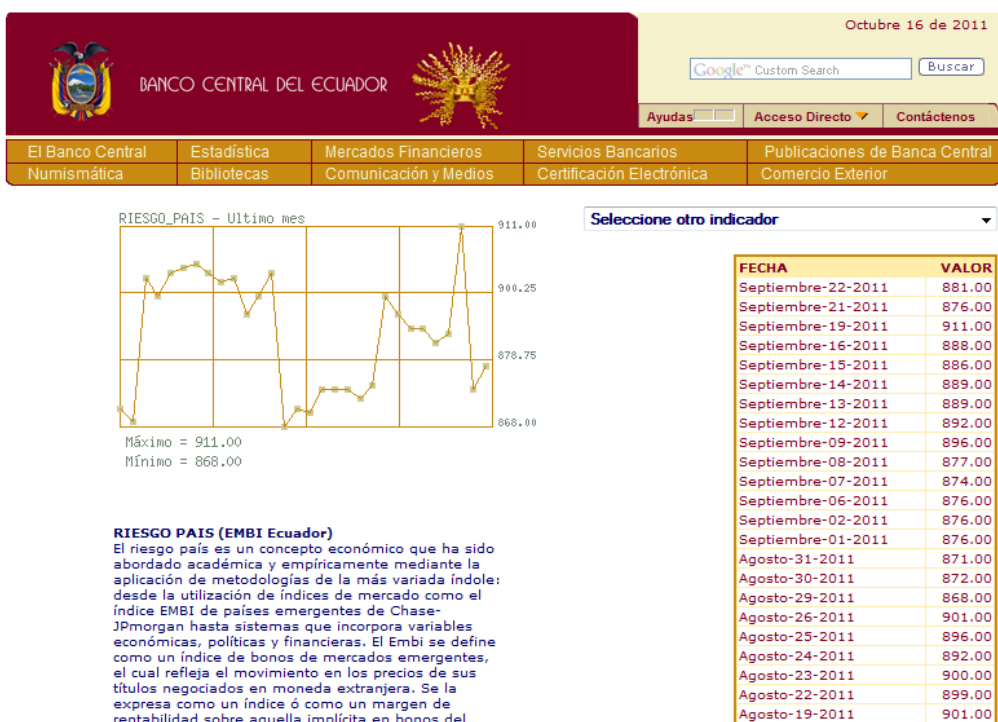 Octubre 16 de 2011
BANCO CENTRAL DEL ECUADOR
Google™ Custom Search
Buscar
Ayudas
Acceso Directo
Contáctenos
El Banco Central
Estadística
Mercados Financieros
Servicios Bancarios
Publicaciones de Banca Central
Numismática
Bibliotecas
Comunicación y Medios
Certificación Electrónica
Comercio Exterior
RIESGO_PAIS - Ultimo mes
911.00
900.25
878.75
868.00
Máximo = 911.00
Mínimo = 868.00
RIESGO PAIS (EMBI Ecuador)
El riesgo país es un concepto económico que ha sido
abordado académica y empíricamente mediante la
aplicación de metodologías de la más variada índole:
desde la utilización de índices de mercado como el
índice EMBI de países emergentes de Chase-
JPmorgan hasta sistemas que incorpora variables
económicas, políticas y financieras. El Embi se define
como un índice de bonos de mercados emergentes,
el cual refleja el movimiento en los precios de sus
títulos negociados en moneda extranjera. Se la
expresa como un índice ó como un margen de
rentabilidad sobre aquella implícita en bonos del
Seleccione otro indicador
FECHA VALOR
Septiembre-22-2011 881.00
Septiembre-21-2011 876.00
Septiembre-19-2011 911.00
Septiembre-16-2011 888.00
Septiembre-15-2011 886.00
Septiembre-14-2011 889.00
Septiembre-13-2011 889.00
Septiembre-12-2011 892.00
Septiembre-09-2011 896.00
Septiembre-08-2011 877.00
Septiembre-07-2011 874.00
Septiembre-06-2011 876.00
Septiembre-02-2011 876.00
Septiembre-01-2011 876.00
Agosto-31-2011 871.00
Agosto-30-2011 872.00
Agosto-29-2011 868.00
Agosto-26-2011 901.00
Agosto-25-2011 896.00
Agosto-24-2011 892.00
Agosto-23-2011 900.00
Agosto-22-2011 899.00
Agosto-19-2011 901.00